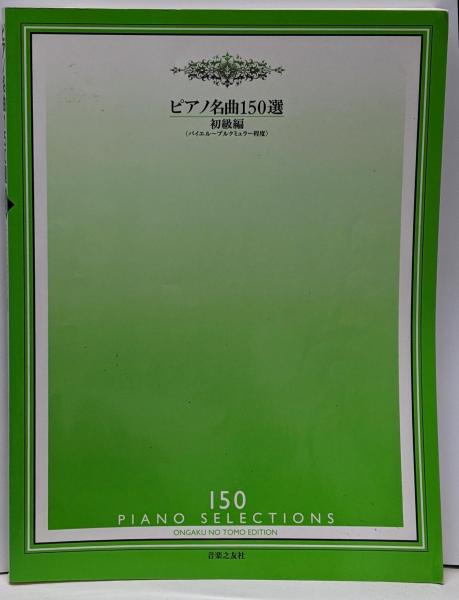 ピアノ名曲150選
初級編
(バイエル〜ブルクミュラー程度)
150
PIANO SELECTIONS
ONGAKU NO TOMO EDITION
音楽之友社